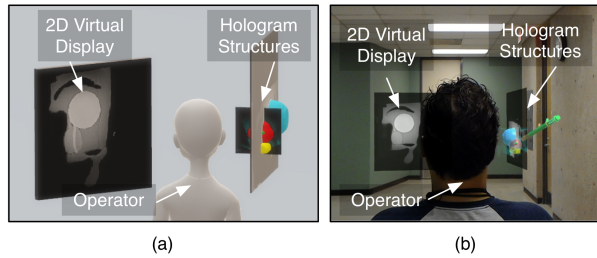 2D Virtual
Display
Hologram
Structures
Operator
2D Virtual
Display
Hologram
Structures
Operator
(a)
(b)